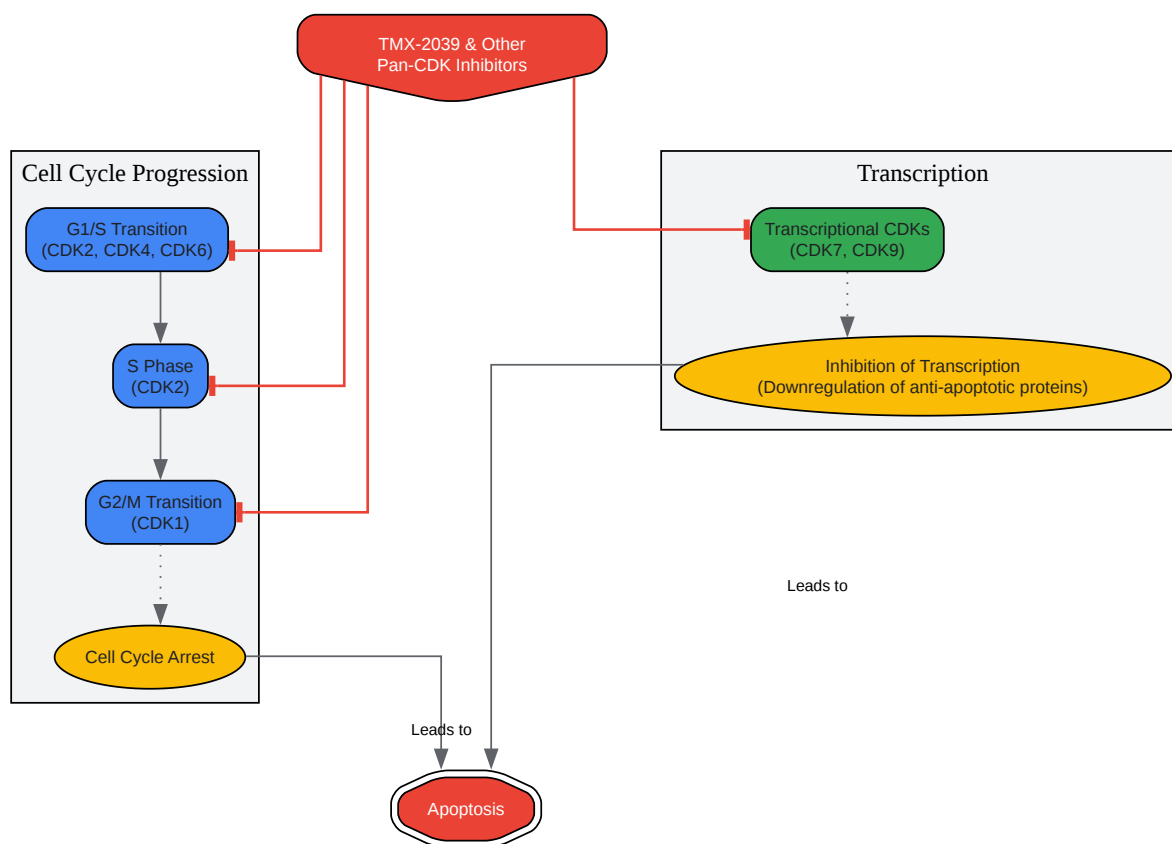 TMX-2039 & Other
Pan-CDK Inhibitors
Cell Cycle Progression
G1/S Transition
(CDK2, CDK4, CDK6)
S Phase
(CDK2)
G2/M Transition
(CDK1)
Cell Cycle Arrest
Transcription
Transcriptional CDKs
(CDK7, CDK9)
Inhibition of Transcription
(Downregulation of anti-apoptotic proteins)
Leads to
Leads to
Apoptosis